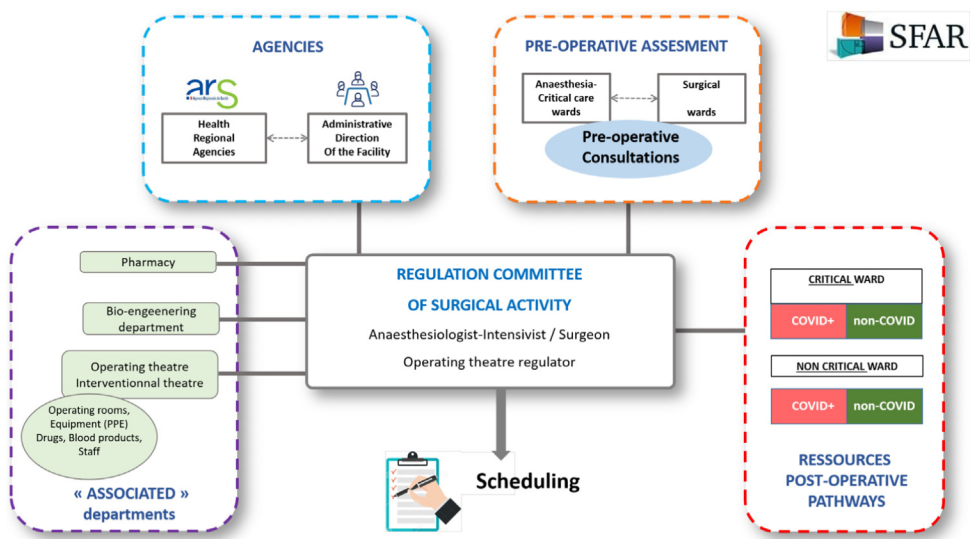 SFAR
AGENCIES
ars
Health
Regional
Agencies
Administrative
Direction
Of the Facility
PRE-OPERATIVE ASSESMENT
Anaesthesia-
Critical care
wards
Surgical
wards
Pre-operative
Consultations
Pharmacy
Bio-engeenering
department
Operating theatre
Interventionnal theatre
Operating rooms,
Equipment (PPE)
Drugs, Blood products,
Staff
« ASSOCIATED »
departments
REGULATION COMMITTEE
OF SURGICAL ACTIVITY
Anaesthesiologist-Intensivist / Surgeon
Operating theatre regulator
Scheduling
CRITICAL WARD
COVID+ non-COVID
NON CRITICAL WARD
COVID+ non-COVID
RESSOURCES
POST-OPERATIVE
PATHWAYS